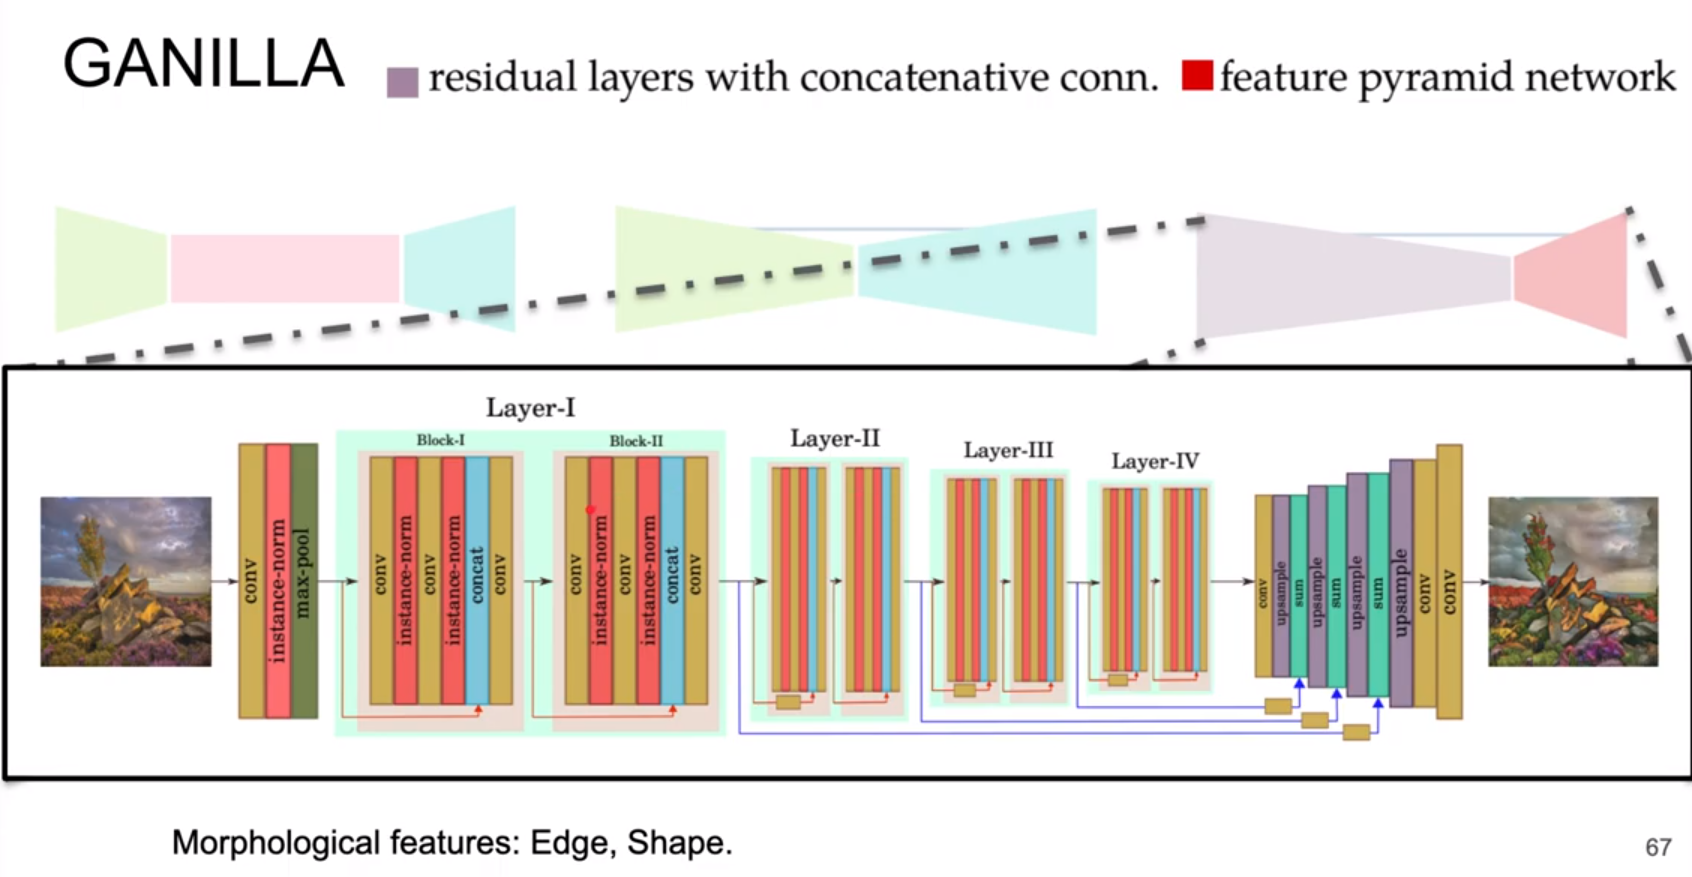 GANILLA
residual layers with concatenative conn.
feature pyramid network
Layer-I
Block-I
Block-II
Layer-II
Layer-III
Layer-IV
conv
instance-norm
max-pool
conv
instance-norm
conv
instance-norm
concat
conv
conv
instance-norm
conv
instance-norm
concat
conv
conv
upsample
sum
upsample
sum
upsample
sum
upsample
conv
conv
Morphological features: Edge, Shape.
67